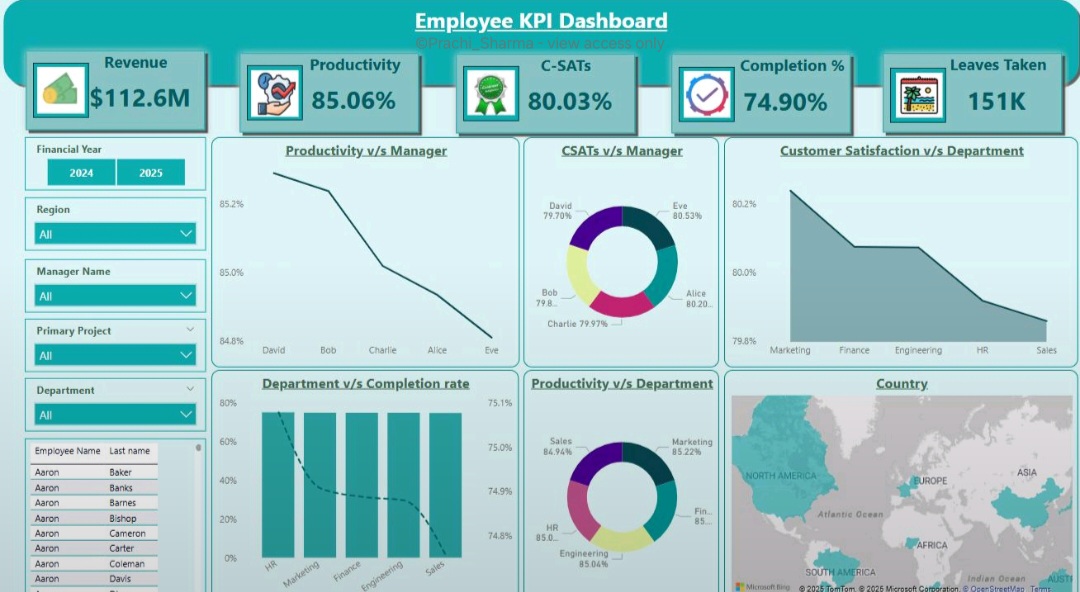 Employee KPI Dashboard
©Prachi_Sharma - view access only
Revenue
$112.6M
Productivity
85.06%
C-SATs
80.03%
Completion %
74.90%
Leaves Taken
151K
Financial Year
2024
2025
Region
All
Manager Name
All
Primary Project
All
Department
All
Employee Name Last name
Aaron Baker
Aaron Banks
Aaron Barnes
Aaron Bishop
Aaron Cameron
Aaron Carter
Aaron Coleman
Aaron Davis
Productivity v/s Manager
85.2%
85.0%
84.8%
David Bob Charlie Alice Eve
CSATs v/s Manager
David
79.70%
Eve
80.53%
Bob
79.8...
Alice
80.20...
Charlie 79.97%
Customer Satisfaction v/s Department
80.2%
80.0%
79.8%
Marketing Finance Engineering HR Sales
Department v/s Completion rate
80%
60%
40%
20%
0%
75.1%
75.0%
74.9%
74.8%
HR Marketing Finance Engineering Sales
Productivity v/s Department
Sales
84.94%
Marketing
85.22%
HR
85.0...
Fin...
85...
Engineering
85.04%
Country
NORTH AMERICA
EUROPE
ASIA
Atlantic Ocean
AFRICA
SOUTH AMERICA
Indian Ocean
AUST
Microsoft Bing
© 2025 TomTom, © 2025 Microsoft Corporation, © OpenStreetMap Terms